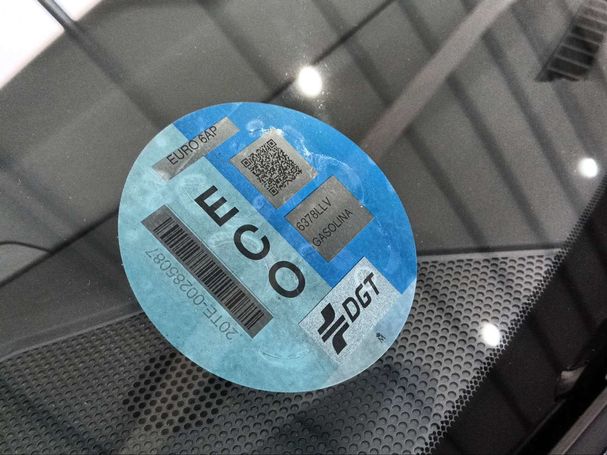 EURO 6AP
6378LLV
GASOLINA
ECO
20TE-00285087
DGT